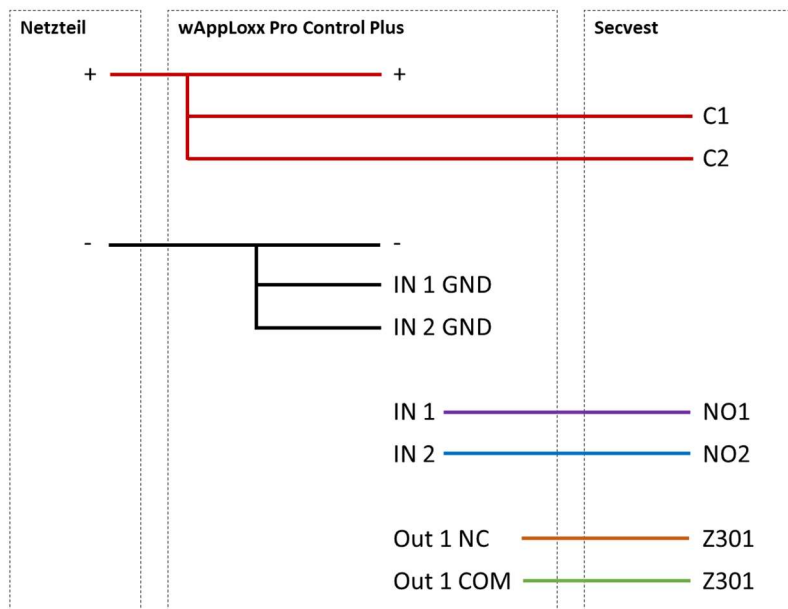 Netzteil wAppLoxx Pro Control Plus Secvest
+ +
C1
C2
- -
IN 1 GND
IN 2 GND
IN 1 NO1
IN 2 NO2
Out 1 NC Z301
Out 1 COM Z301